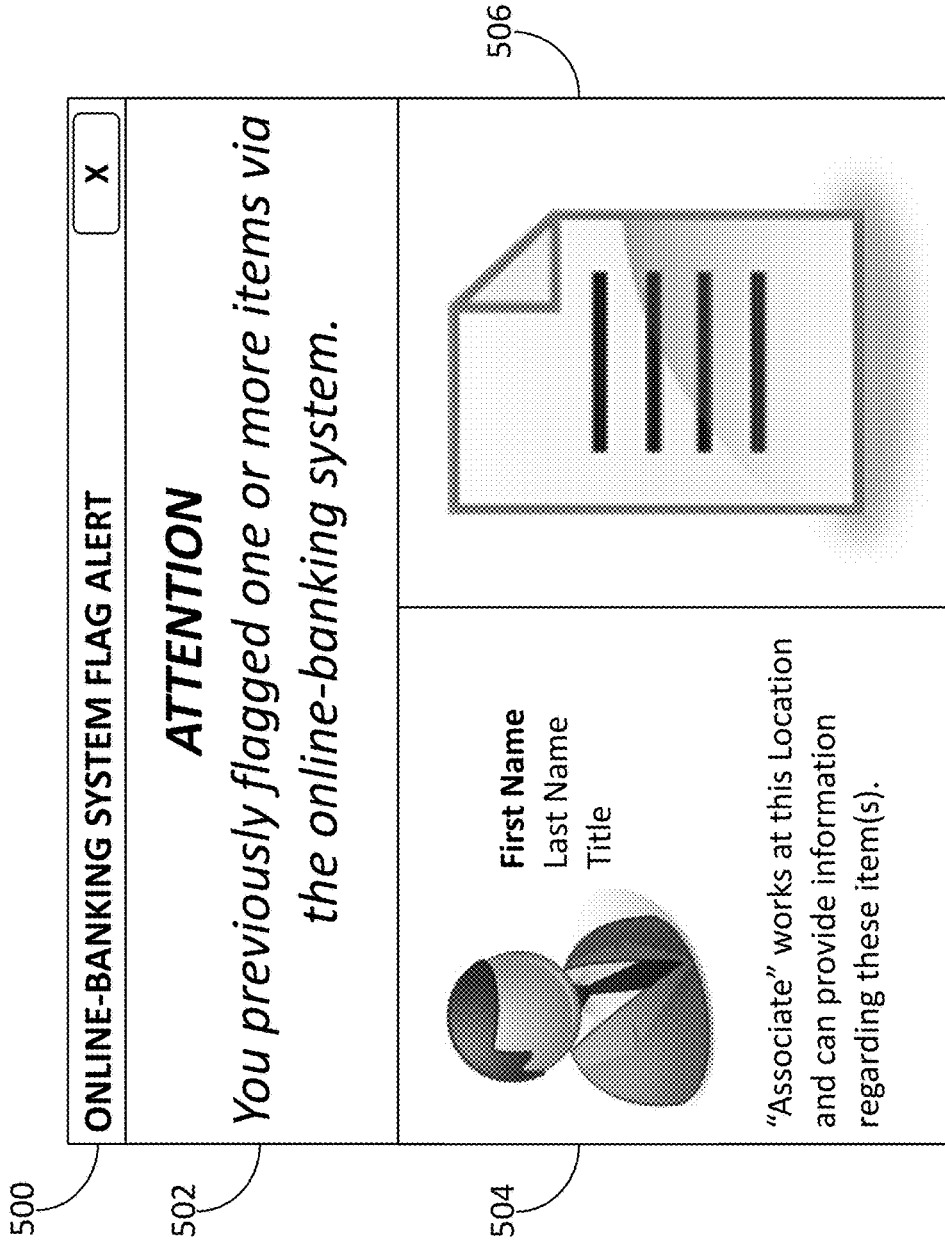 500
ONLINE-BANKING SYSTEM FLAG ALERT
X
502
ATTENTION
You previously flagged one or more items via
the online-banking system.
504
First Name
Last Name
Title
"Associate" works at this Location
and can provide information
regarding these item(s).
506